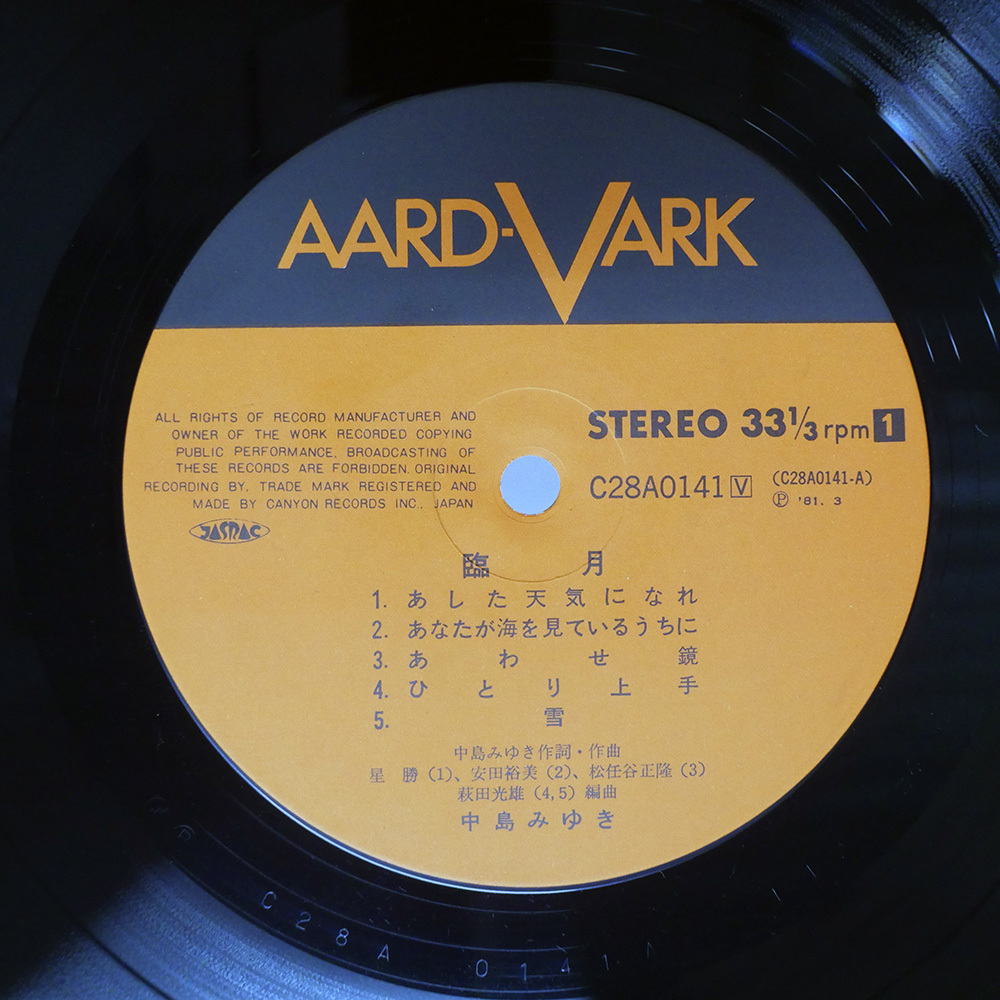 AARD-VARK
ALL RIGHTS OF RECORD MANUFACTURER AND
OWNER OF THE WORK RECORDED COPYING
PUBLIC PERFORMANCE, BROADCASTING OF
THESE RECORDS ARE FORBIDDEN. ORIGINAL
RECORDING BY, TRADE MARK REGISTERED AND
MADE BY CANYON RECORDS INC., JAPAN
JASRAC
STEREO 33⅓ rpm 1
C28A0141 V (C28A0141-A)
Ⓟ '81. 3
臨月
1. あした天気になれ
2. あなたが海を見ているうちに
3. あわせ鏡
4. ひとり上手
5. 雪
中島みゆき作詞・作曲
星 勝(1)、安田裕美(2)、松任谷正隆(3)
萩田光雄(4,5)編曲
中島みゆき
C28A 0141